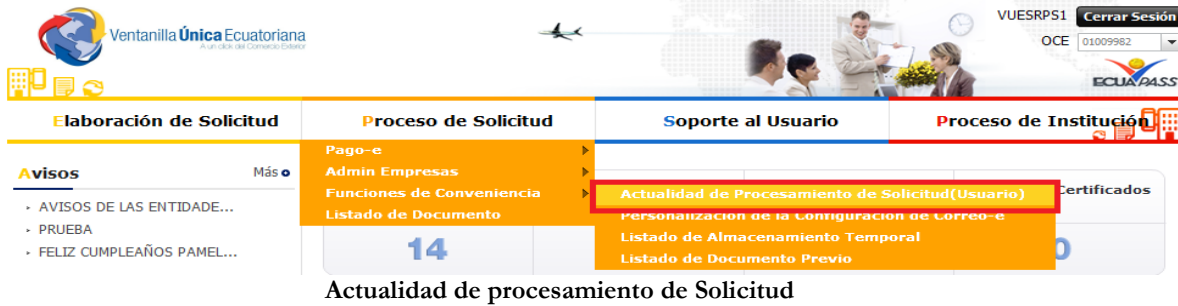 Ventanilla Única Ecuatoriana
A un click del Comercio Exterior
VUESRPS1 Cerrar Sesión
OCE 01009982
ECUAPASS
Elaboración de Solicitud
Proceso de Solicitud
Soporte al Usuario
Proceso de Institución
Avisos Más
AVISOS DE LAS ENTIDADE...
PRUEBA
FELIZ CUMPLEAÑOS PAMEL...
Pago-e
Admin Empresas
Funciones de Conveniencia
Listado de Documento
Actualidad de Procesamiento de Solicitud(Usuario)
Personalización de la Configuración de Correo-e
Listado de Almacenamiento Temporal
Listado de Documento Previo
Certificados
14
0
Actualidad de procesamiento de Solicitud